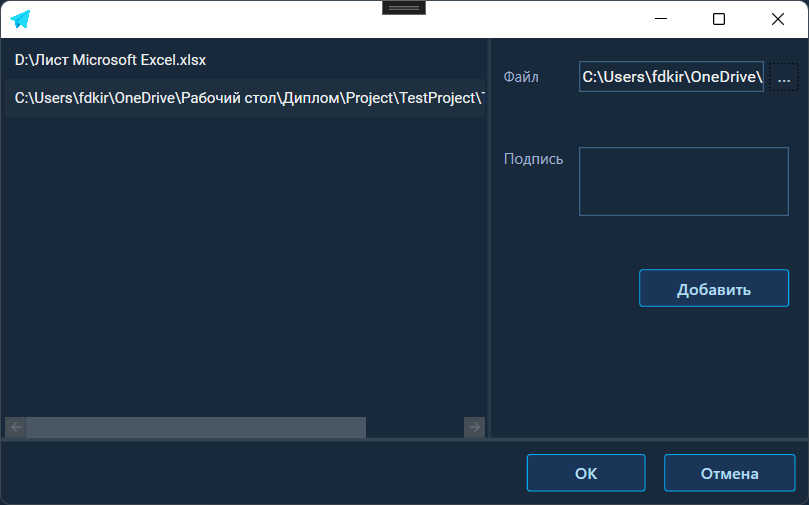 D:\Лист Microsoft Excel.xlsx
C:\Users\fdkir\OneDrive\Рабочий стол\Диплом\Project\TestProject\
Файл
C:\Users\fdkir\OneDrive\
...
Подпись
Добавить
OK
Отмена